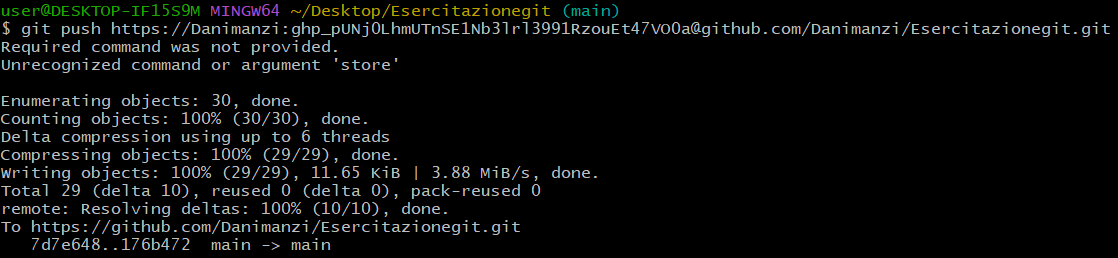 user@DESKTOP-IF15S9M MINGW64 ~/Desktop/Esercitazionegit (main)
$ git push https://Danimanzi:[redacted]@github.com/Danimanzi/Esercitazionegit.git
Required command was not provided.
Unrecognized command or argument 'store'
Enumerating objects: 30, done.
Counting objects: 100% (30/30), done.
Delta compression using up to 6 threads
Compressing objects: 100% (29/29), done.
Writing objects: 100% (29/29), 11.65 KiB | 3.88 MiB/s, done.
Total 29 (delta 10), reused 0 (delta 0), pack-reused 0
remote: Resolving deltas: 100% (10/10), done.
To https://github.com/Danimanzi/Esercitazionegit.git
7d7e648..176b472 main -> main